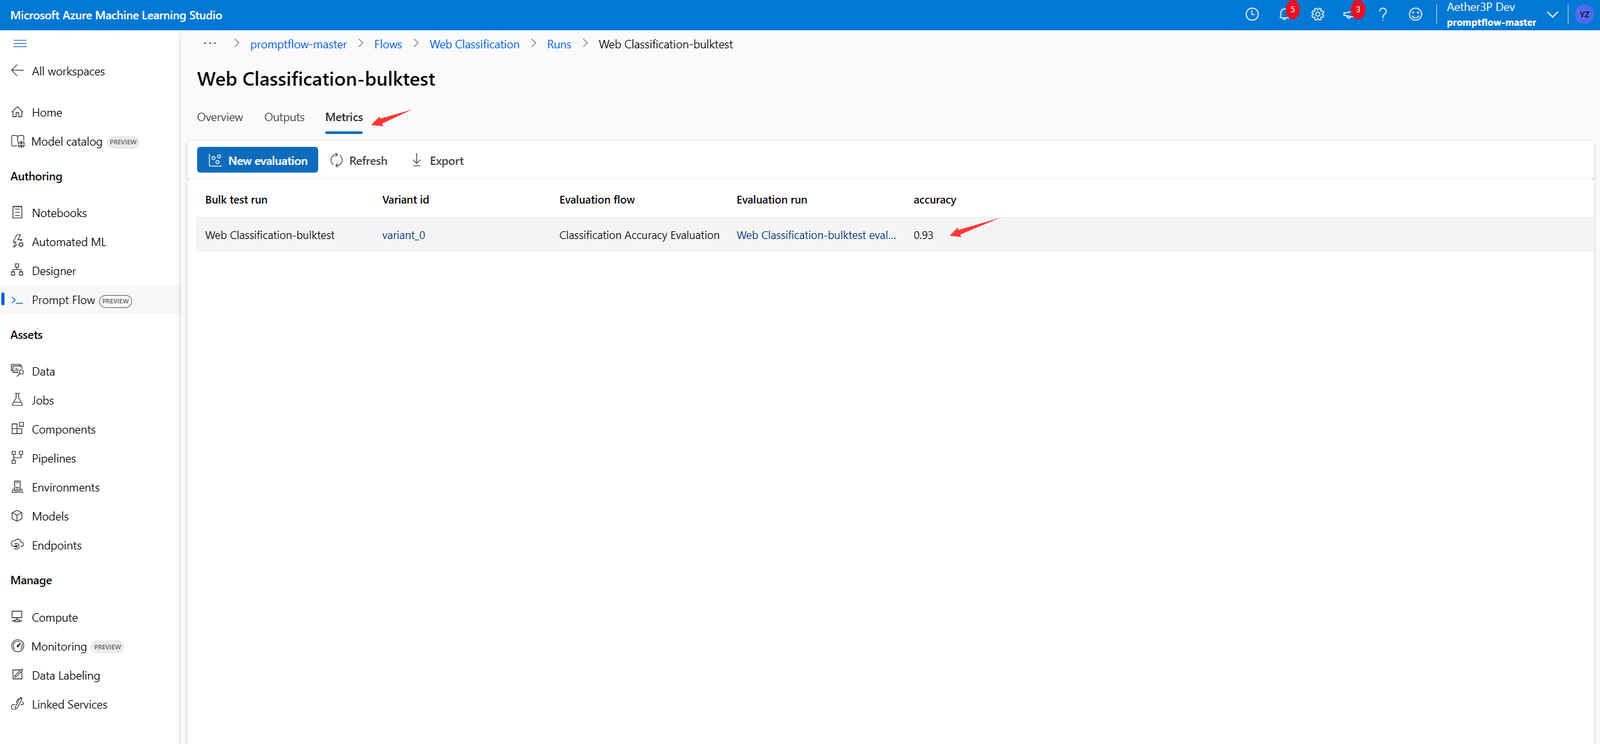 Microsoft Azure Machine Learning Studio
5
3
Aether3P Dev
promptflow-master
YZ
All workspaces
Home
Model catalog PREVIEW
Authoring
Notebooks
Automated ML
Designer
Prompt Flow PREVIEW
Assets
Data
Jobs
Components
Pipelines
Environments
Models
Endpoints
Manage
Compute
Monitoring PREVIEW
Data Labeling
Linked Services
... > promptflow-master > Flows > Web Classification > Runs > Web Classification-bulktest
Web Classification-bulktest
Overview Outputs Metrics
New evaluation Refresh Export
Bulk test run Variant id Evaluation flow Evaluation run accuracy
Web Classification-bulktest variant_0 Classification Accuracy Evaluation Web Classification-bulktest eval... 0.93